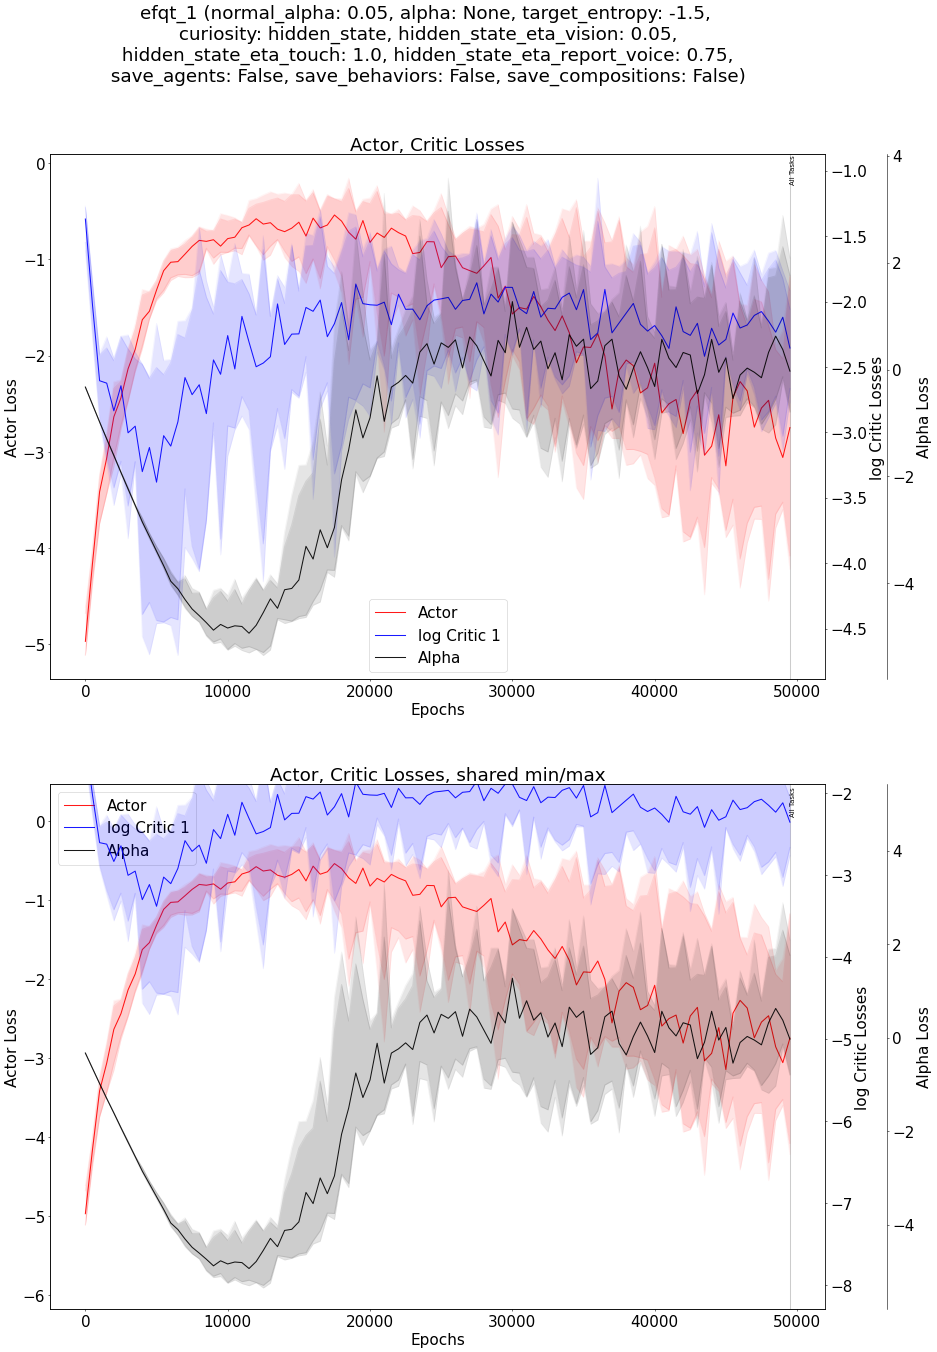 efqt_1 (normal_alpha: 0.05, alpha: None, target_entropy: -1.5,
curiosity: hidden_state, hidden_state_eta_vision: 0.05,
hidden_state_eta_touch: 1.0, hidden_state_eta_report_voice: 0.75,
save_agents: False, save_behaviors: False, save_compositions: False)
Actor, Critic Losses
Actor Loss
0
−1
−2
−3
−4
−5
All Tasks
−1.0
−1.5
−2.0
−2.5
−3.0
−3.5
−4.0
−4.5
log Critic Losses
4
2
0
−2
−4
Alpha Loss
Actor
log Critic 1
Alpha
0
10000
20000
30000
40000
50000
Epochs
Actor, Critic Losses, shared min/max
Actor
log Critic 1
Alpha
Actor Loss
0
−1
−2
−3
−4
−5
−6
All Tasks
−2
−3
−4
−5
−6
−7
−8
log Critic Losses
4
2
0
−2
−4
Alpha Loss
0
10000
20000
30000
40000
50000
Epochs